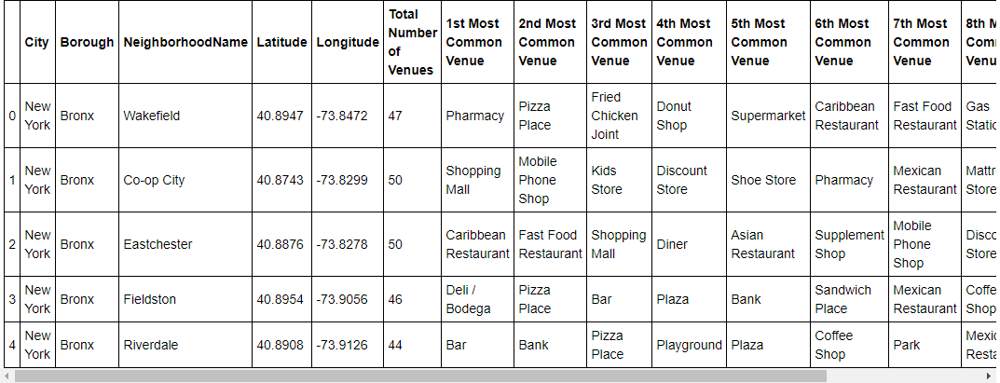 City Borough NeighborhoodName Latitude Longitude Total Number of Venues 1st Most Common Venue 2nd Most Common Venue 3rd Most Common Venue 4th Most Common Venue 5th Most Common Venue 6th Most Common Venue 7th Most Common Venue 8th Most
0 New York Bronx Wakefield 40.8947 -73.8472 47 Pharmacy Pizza Place Fried Chicken Joint Donut Shop Supermarket Caribbean Restaurant Fast Food Restaurant Gas
1 New York Bronx Co-op City 40.8743 -73.8299 50 Shopping Mall Mobile Phone Shop Kids Store Discount Store Shoe Store Pharmacy Mexican Restaurant Store
2 New York Bronx Eastchester 40.8876 -73.8278 50 Caribbean Restaurant Fast Food Restaurant Shopping Mall Diner Asian Restaurant Supplement Shop Mobile Phone Shop Store
3 New York Bronx Fieldston 40.8954 -73.9056 46 Deli / Bodega Pizza Place Bar Plaza Bank Sandwich Place Mexican Restaurant Shop
4 New York Bronx Riverdale 40.8908 -73.9126 44 Bar Bank Pizza Place Playground Plaza Coffee Shop Park